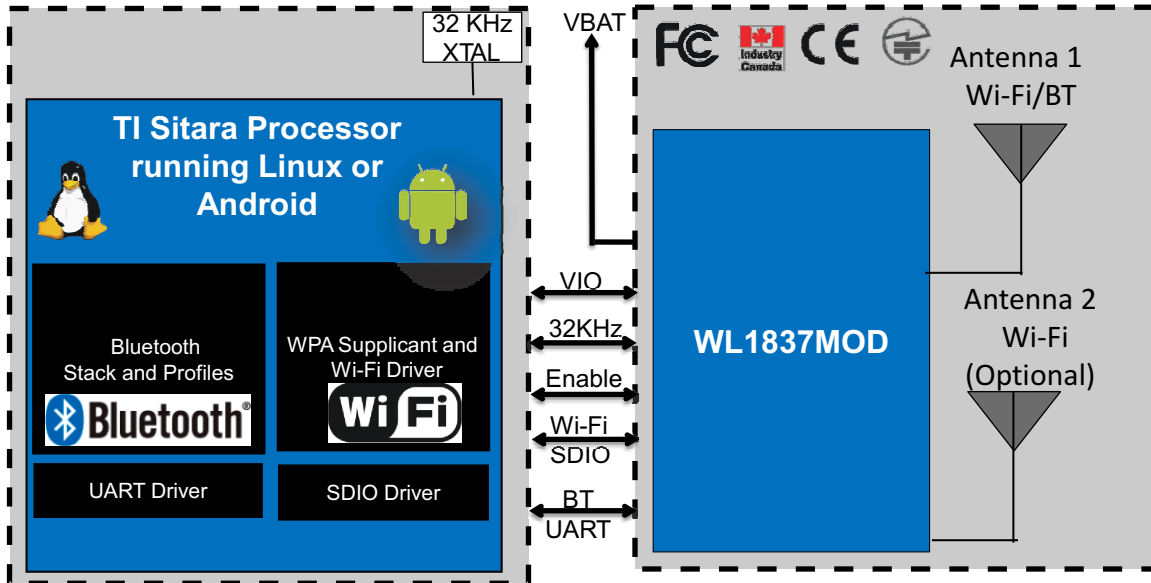 32 KHz
XTAL
TI Sitara Processor
running Linux or
Android
Bluetooth
Stack and Profiles
Bluetooth®
WPA Supplicant and
Wi-Fi Driver
Wi Fi
UART Driver
SDIO Driver
VBAT
VIO
32KHz
Enable
Wi-Fi
SDIO
BT
UART
FC
Industry
Canada
CE
Antenna 1
Wi-Fi/BT
WL1837MOD
Antenna 2
Wi-Fi
(Optional)